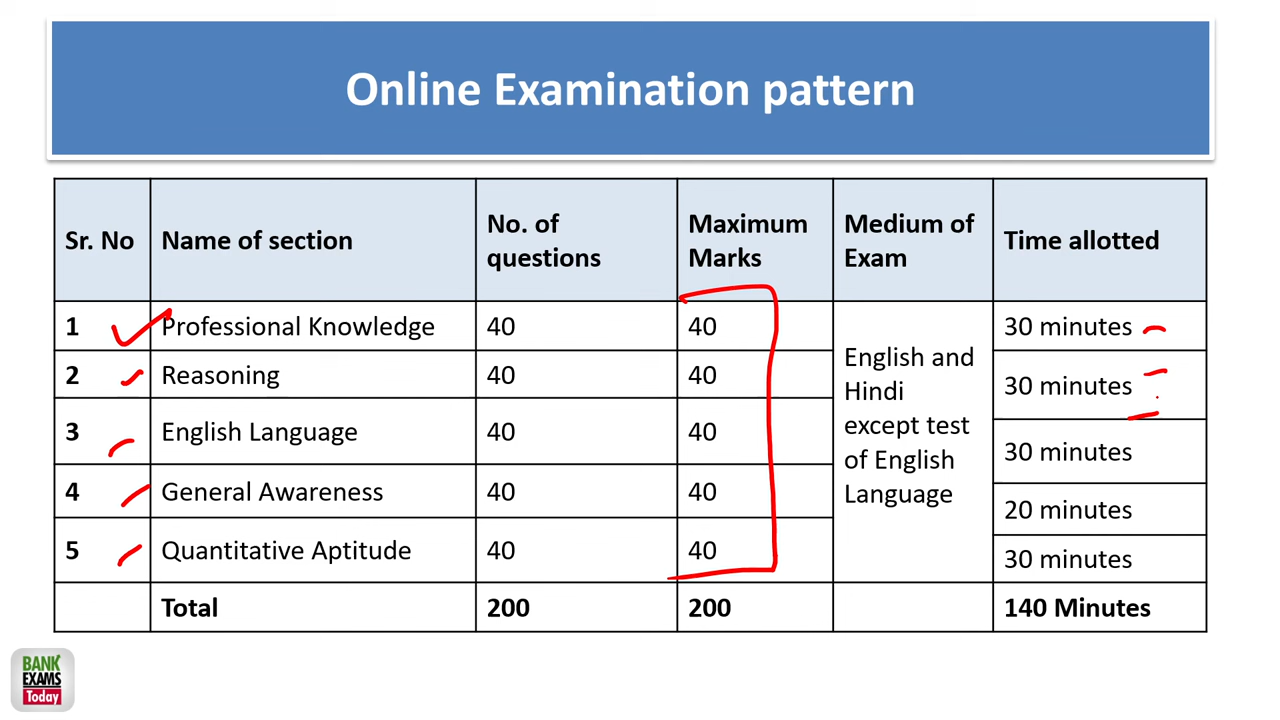 Online Examination pattern
Sr. No Name of section No. of questions Maximum Marks Medium of Exam Time allotted
1 Professional Knowledge 40 40 English and Hindi except test of English Language 30 minutes
2 Reasoning 40 40 30 minutes
3 English Language 40 40 30 minutes
4 General Awareness 40 40 20 minutes
5 Quantitative Aptitude 40 40 30 minutes
Total 200 200 140 Minutes
BANK
EXAMS
Today